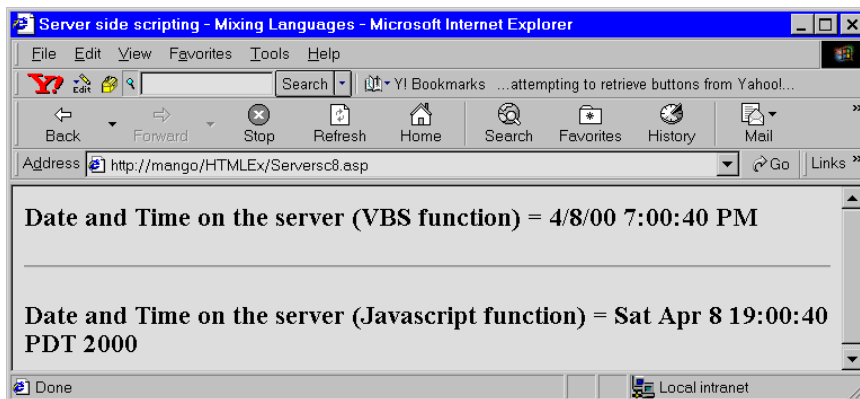 Server side scripting - Mixing Languages - Microsoft Internet Explorer
File Edit View Favorites Tools Help
Y! Edit Search Y! Bookmarks ...attempting to retrieve buttons from Yahoo!...
Back Forward Stop Refresh Home Search Favorites History Mail »
Address http://mango/HTMLEx/Serversc8.asp Go Links »
Date and Time on the server (VBS function) = 4/8/00 7:00:40 PM
Date and Time on the server (Javascript function) = Sat Apr 8 19:00:40
PDT 2000
Done Local intranet